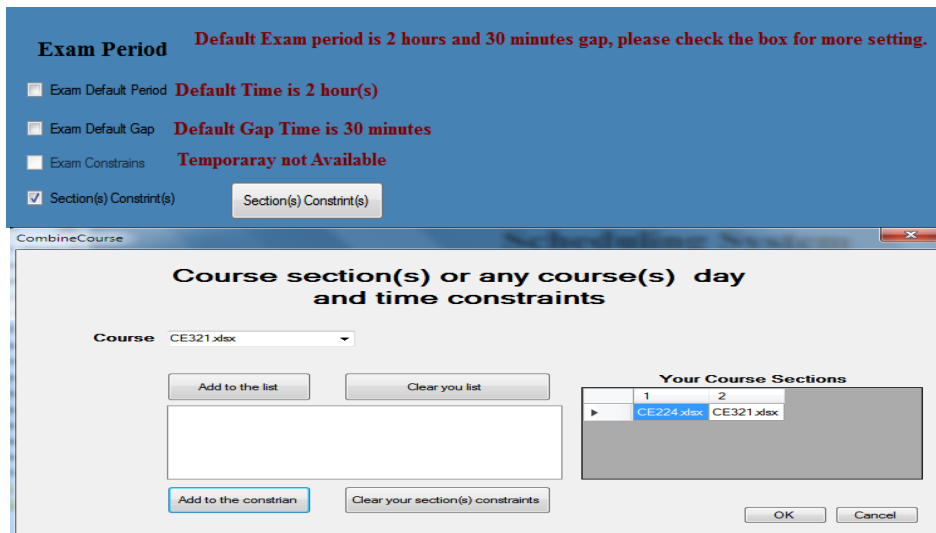 Default Exam period is 2 hours and 30 minutes gap, please check the box for more setting.
Exam Period
Exam Default Period Default Time is 2 hour(s)
Exam Default Gap Default Gap Time is 30 minutes
Exam Constrains Temporaray not Available
Section(s) Constrint(s) Section(s) Constrint(s)
CombineCourse Scheduling System
Course section(s) or any course(s) day
and time constraints
Course CE321.xlsx
Add to the list Clear you list
Your Course Sections
1 2
CE224.xlsx CE321.xlsx
Add to the constrian Clear your section(s) constraints
OK Cancel